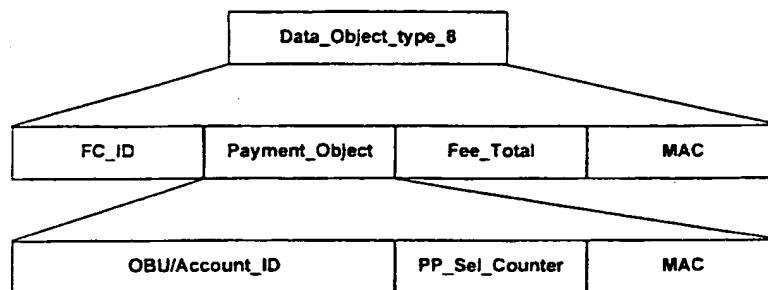 Data_Object_type_8
FC_ID Payment_Object Fee_Total MAC
OBU/Account_ID PP_Sel_Counter MAC